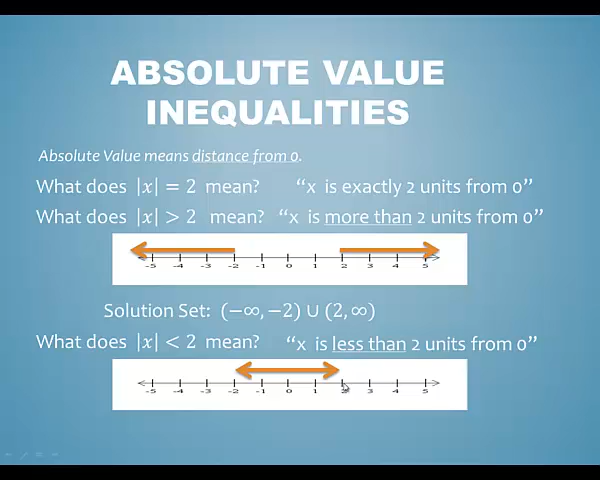 ABSOLUTE VALUE
INEQUALITIES
Absolute Value means distance from 0.
What does |x| = 2 mean? “x is exactly 2 units from 0”
What does |x| > 2 mean? “x is more than 2 units from 0”
-5 -4 -3 -2 -1 0 1 2 3 4 5
Solution Set: (−∞, −2) ∪ (2, ∞)
What does |x| < 2 mean? “x is less than 2 units from 0”
-5 -4 -3 -2 -1 0 1 2 3 4 5